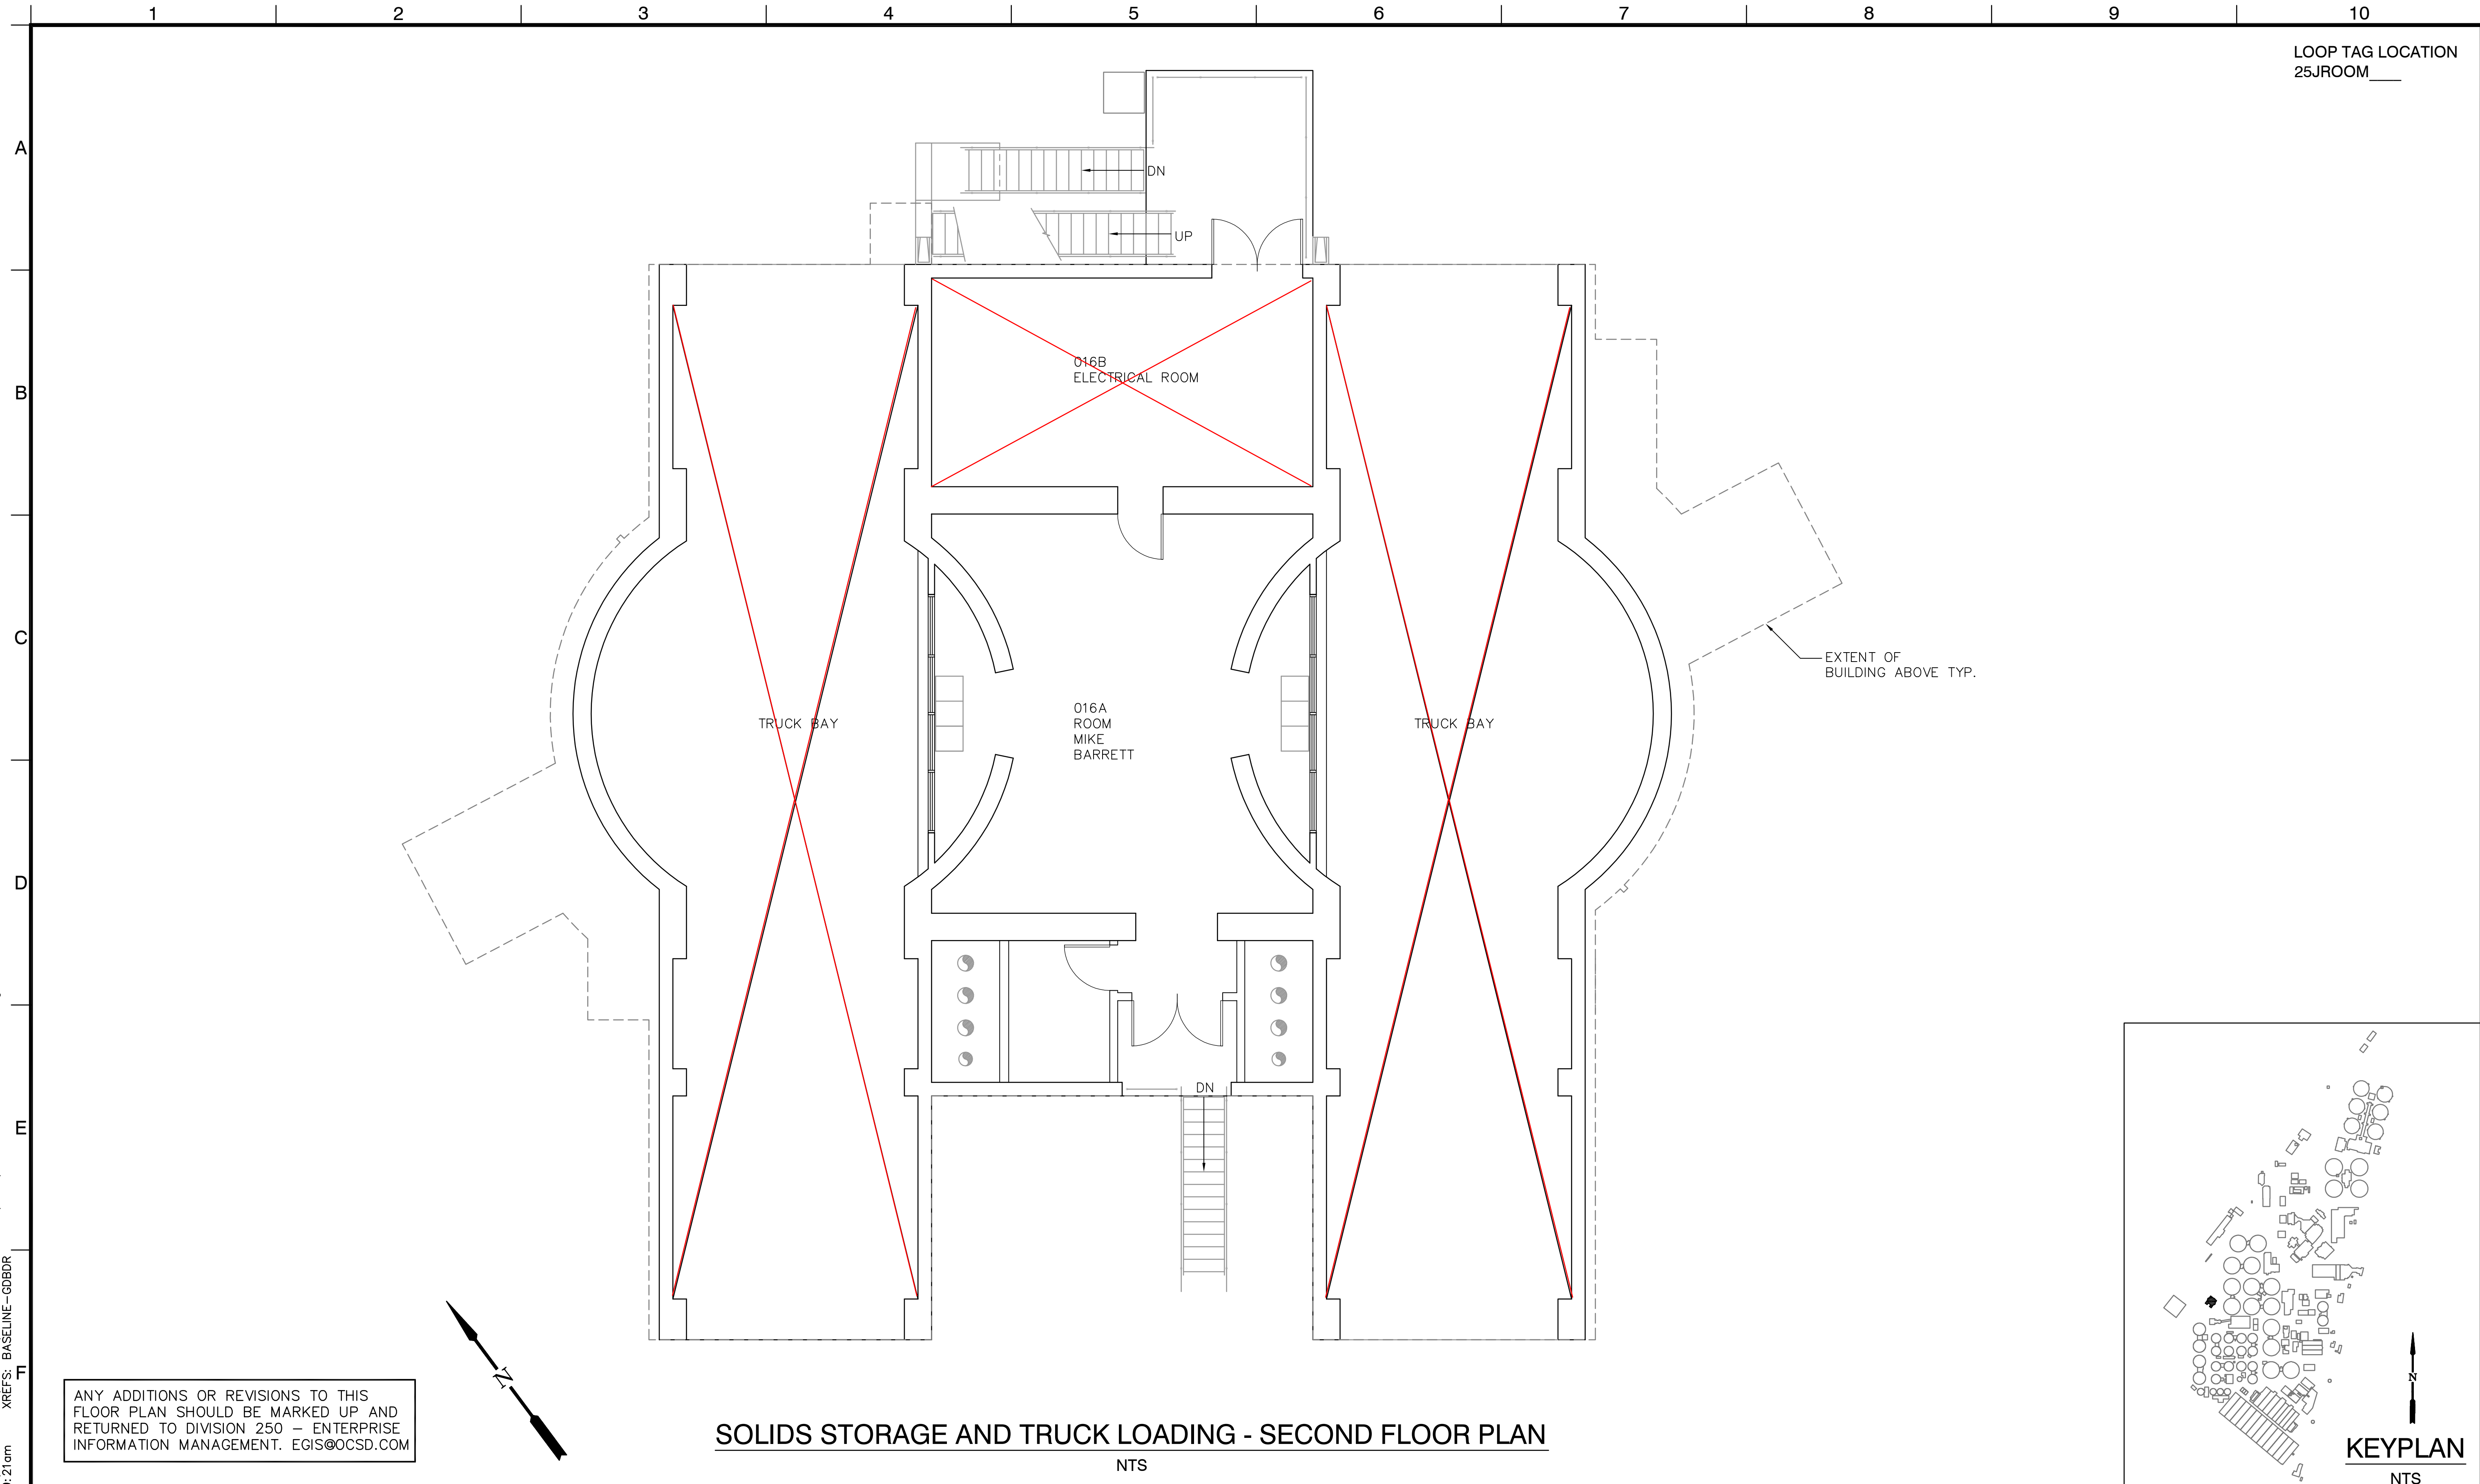 1 2 3 4 5 6 7 8 9 10
LOOP TAG LOCATION
25JROOM____
A
DN
UP
B
016B
ELECTRICAL ROOM
C
EXTENT OF
BUILDING ABOVE TYP.
016A
ROOM
MIKE
BARRETT
TRUCK BAY
TRUCK BAY
D
E
DN
F
XREFS: BASELINE-GDBDR
21am
N
ANY ADDITIONS OR REVISIONS TO THIS
FLOOR PLAN SHOULD BE MARKED UP AND
RETURNED TO DIVISION 250 – ENTERPRISE
INFORMATION MANAGEMENT. EGIS@OCSD.COM
SOLIDS STORAGE AND TRUCK LOADING - SECOND FLOOR PLAN
NTS
N
KEYPLAN
NTS